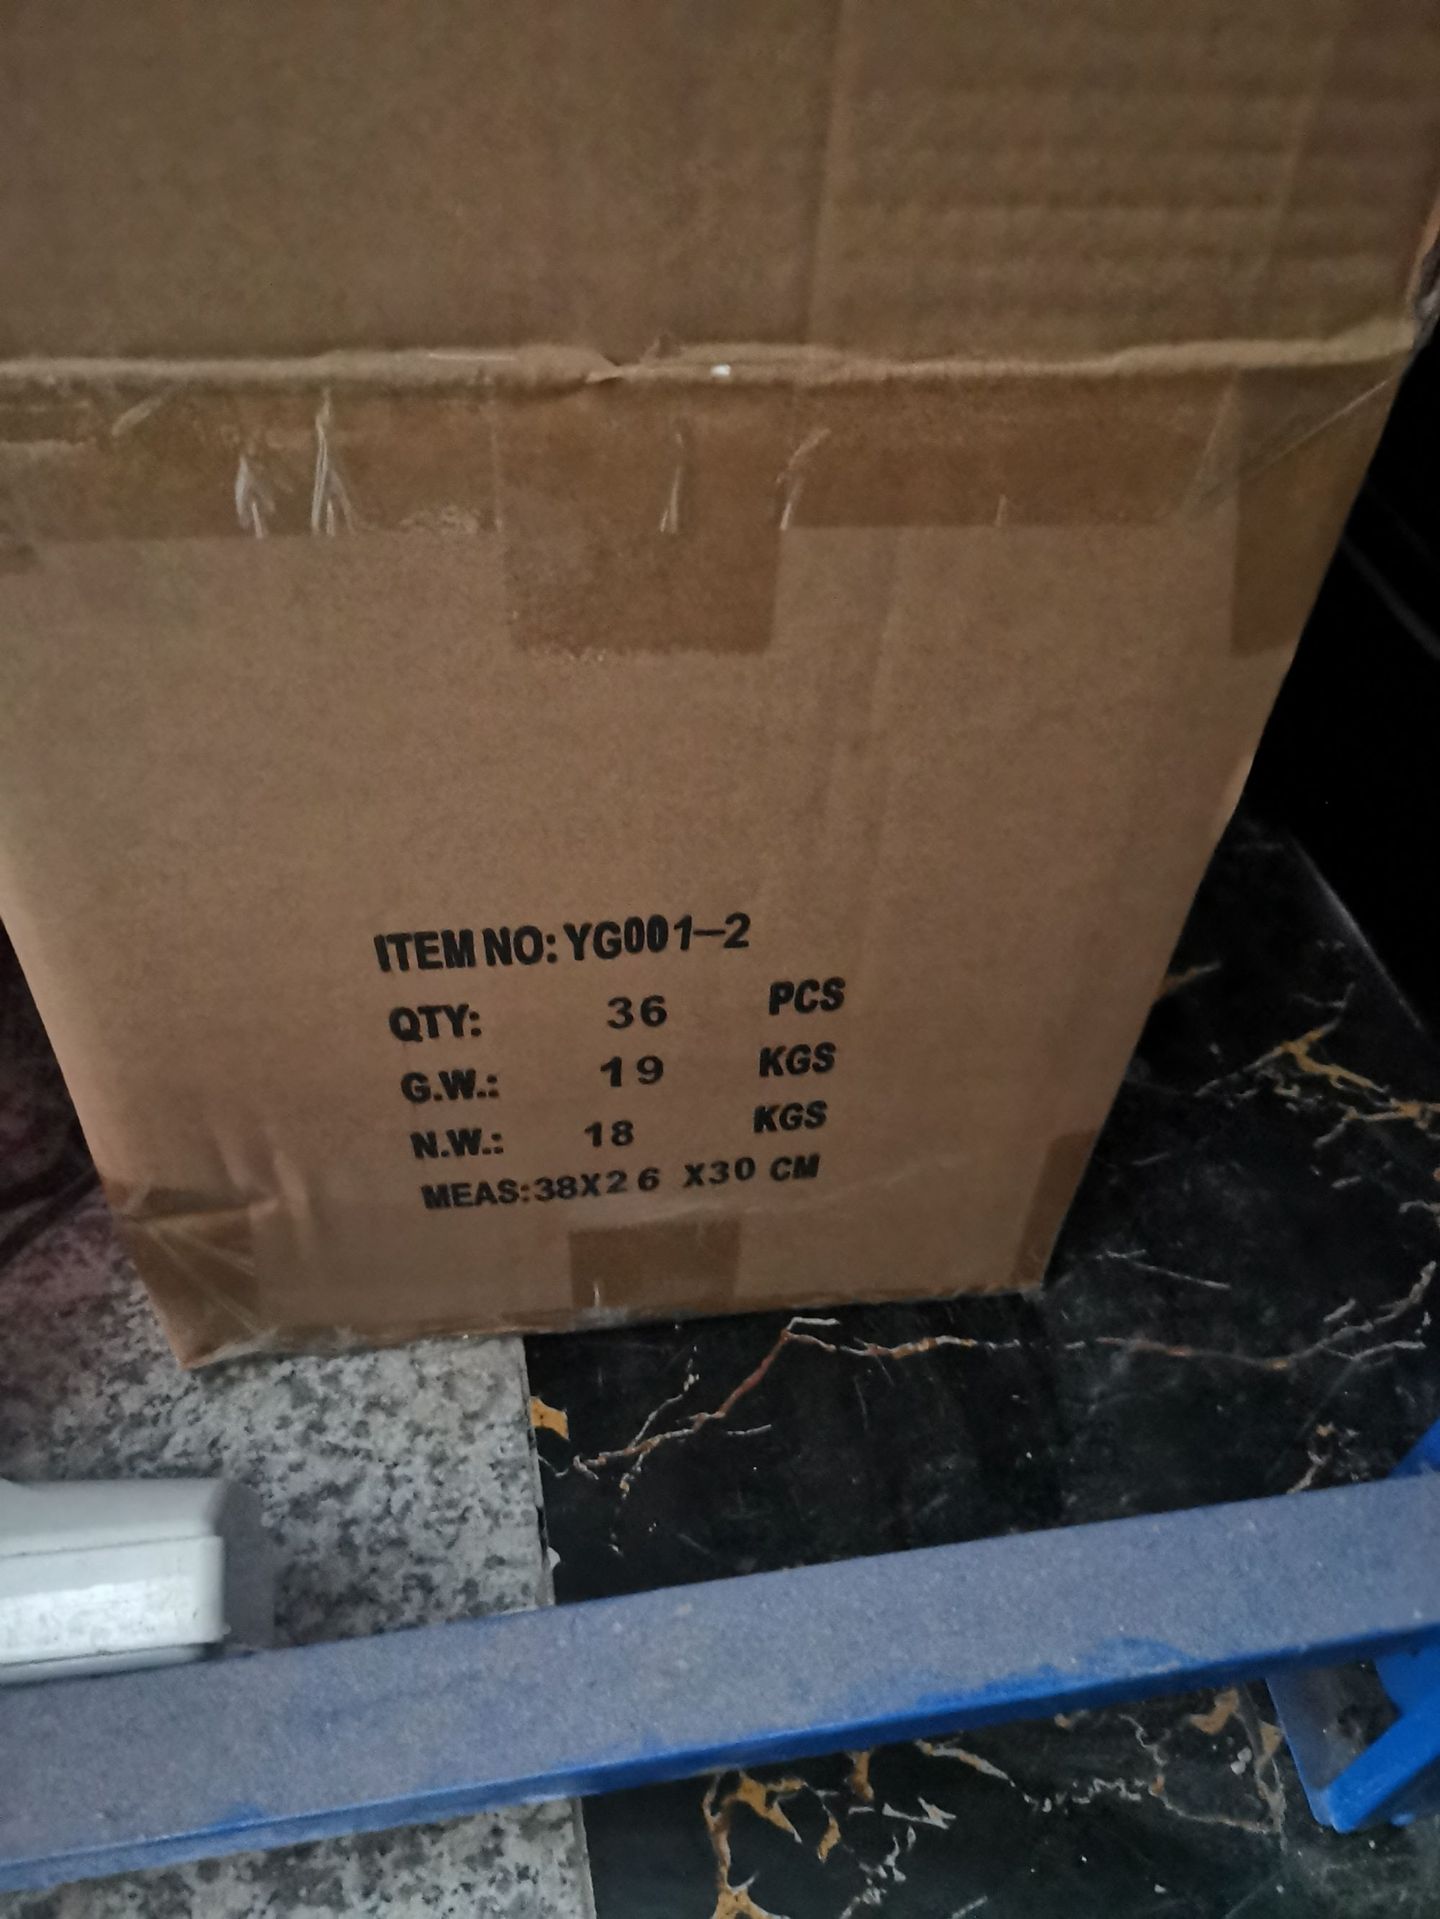 ITEM NO: YG001-2
QTY: 36 PCS
G.W.: 19 KGS
N.W.: 18 KGS
MEAS:38X26 X30 CM